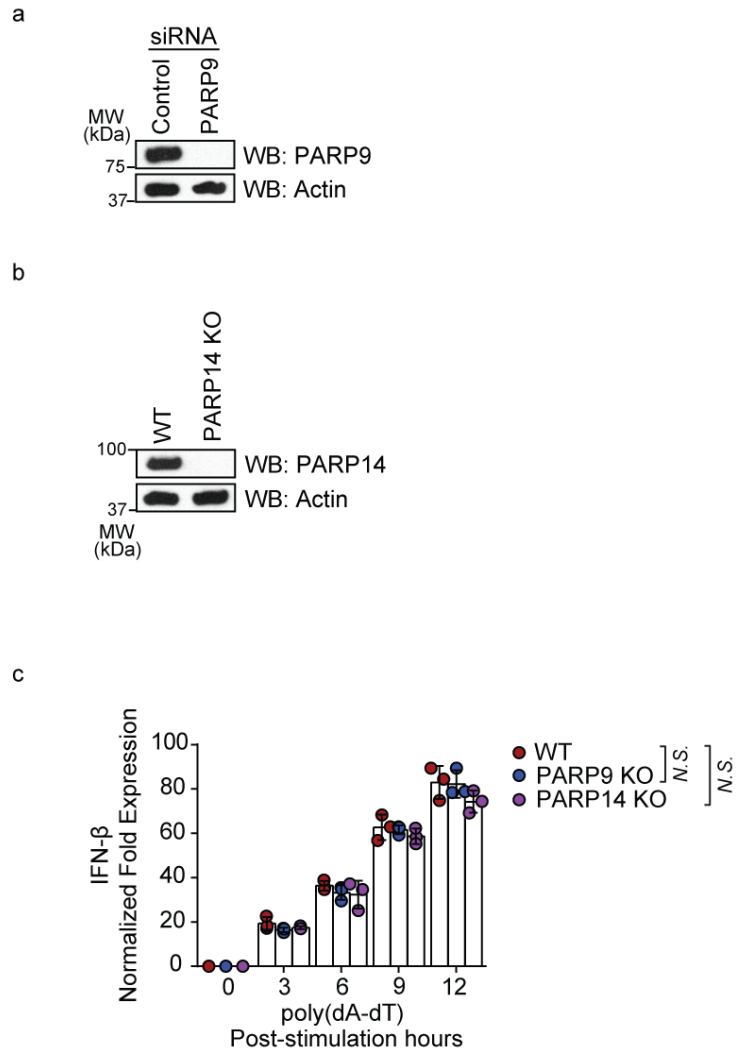 a
siRNA
Control
PARP9
MW
(kDa)
75
WB: PARP9
37
WB: Actin
b
WT
PARP14 KO
100
WB: PARP14
37
WB: Actin
MW
(kDa)
c
IFN-β
Normalized Fold Expression
100
80
60
40
20
0
0 3 6 9 12
poly(dA-dT)
Post-stimulation hours
WT
PARP9 KO
PARP14 KO
N.S.
N.S.